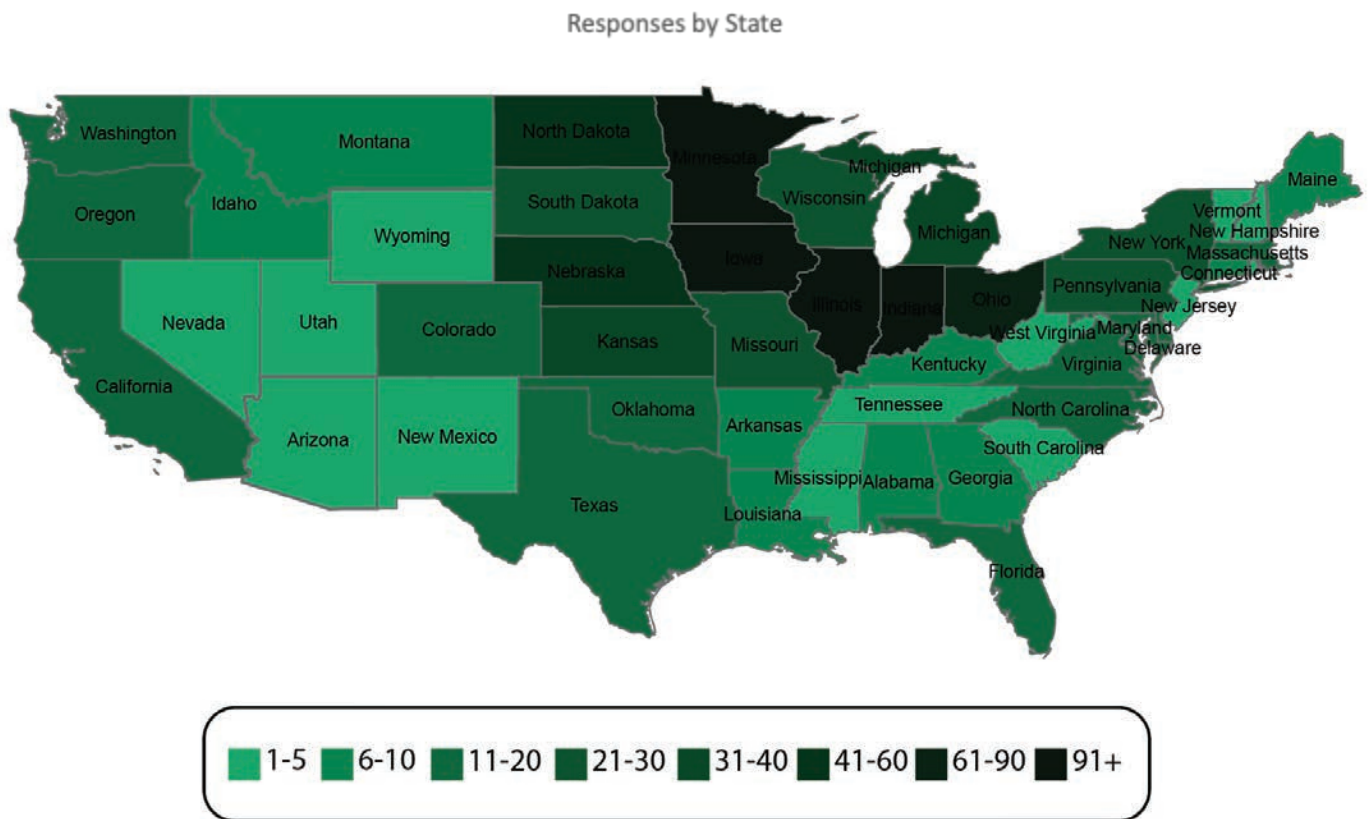 Responses by State
Washington
Montana
North Dakota
Minnesota
Michigan
Maine
Oregon
Idaho
South Dakota
Wisconsin
Vermont
Wyoming
Michigan
New York
New Hampshire
Massachusetts
Connecticut
Nebraska
Iowa
Illinois
Indiana
Ohio
Pennsylvania
New Jersey
Nevada
Utah
Colorado
Kansas
Missouri
West Virginia
Maryland
Delaware
Kentucky
Virginia
California
Arizona
New Mexico
Oklahoma
Arkansas
Tennessee
North Carolina
South Carolina
Texas
Louisiana
Mississippi
Alabama
Georgia
Florida
1-5 6-10 11-20 21-30 31-40 41-60 61-90 91+